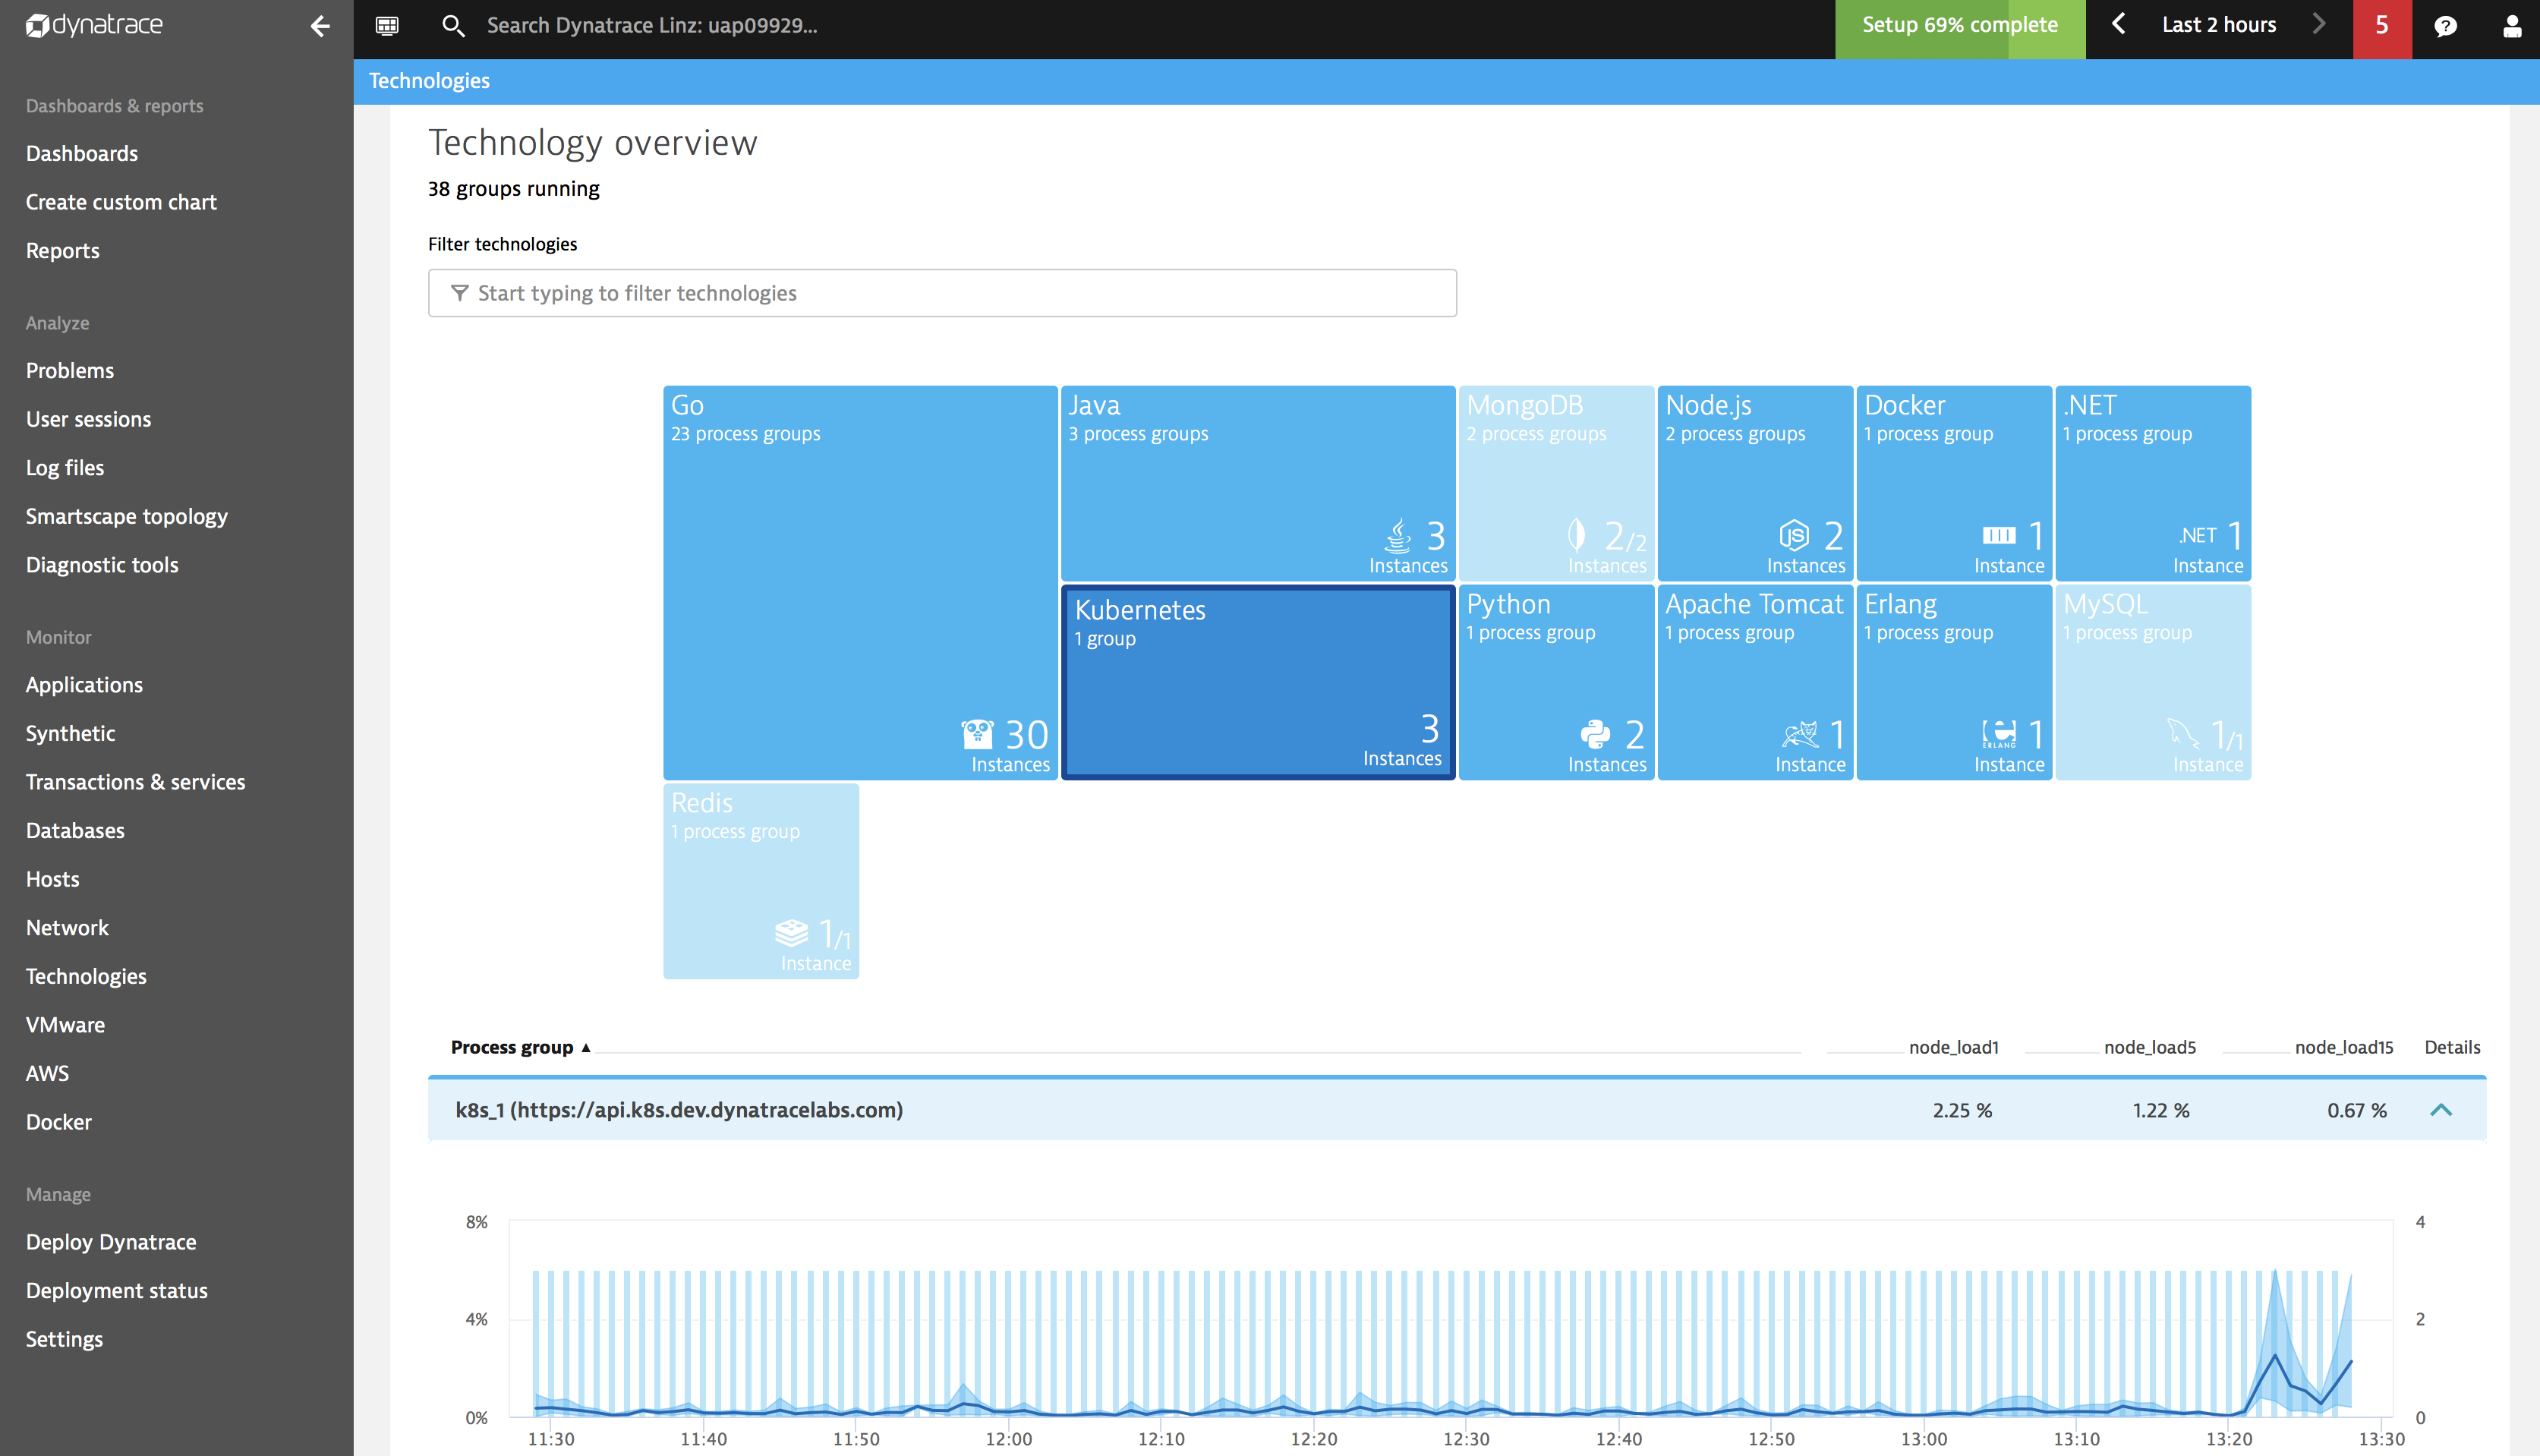 dynatrace
Search Dynatrace Linz: uap09929...
Setup 69% complete
Last 2 hours
5
?
Technologies
Dashboards & reports
Dashboards
Create custom chart
Reports
Analyze
Problems
User sessions
Log files
Smartscape topology
Diagnostic tools
Monitor
Applications
Synthetic
Transactions & services
Databases
Hosts
Network
Technologies
VMware
AWS
Docker
Manage
Deploy Dynatrace
Deployment status
Settings
Technology overview
38 groups running
Filter technologies
Start typing to filter technologies
Go
23 process groups
30
Instances
Java
3 process groups
3
Instances
MongoDB
2 process groups
2/2
Instances
Node.js
2 process groups
JS 2
Instances
Docker
1 process group
1
Instance
.NET
1 process group
.NET 1
Instance
Kubernetes
1 group
3
Instances
Python
1 process group
2
Instances
Apache Tomcat
1 process group
1
Instance
Erlang
1 process group
ERLANG 1
Instance
MySQL
1 process group
1/1
Instance
Redis
1 process group
1/1
Instance
Process group ▲ node_load1 node_load5 node_load15 Details
k8s_1 (https://api.k8s.dev.dynatracelabs.com) 2.25 % 1.22 % 0.67 %
8% 4
4% 2
0% 0
11:30 11:40 11:50 12:00 12:10 12:20 12:30 12:40 12:50 13:00 13:10 13:20 13:30